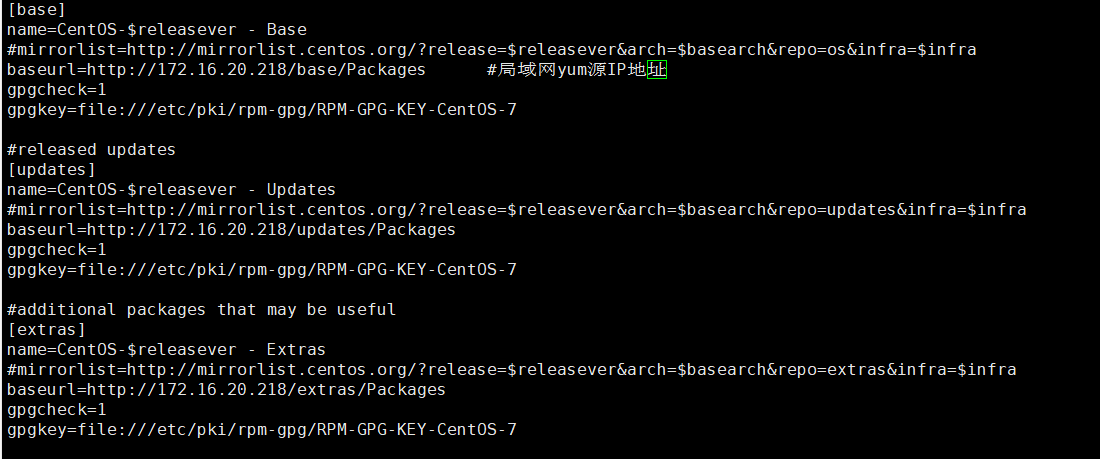 [base]
name=CentOS-$releasever - Base
#mirrorlist=http://mirrorlist.centos.org/?release=$releasever&arch=$basearch&repo=os&infra=$infra
baseurl=http://172.16.20.218/base/Packages      #局域网yum源IP地址
gpgcheck=1
gpgkey=file:///etc/pki/rpm-gpg/RPM-GPG-KEY-CentOS-7

#released updates
[updates]
name=CentOS-$releasever - Updates
#mirrorlist=http://mirrorlist.centos.org/?release=$releasever&arch=$basearch&repo=updates&infra=$infra
baseurl=http://172.16.20.218/updates/Packages
gpgcheck=1
gpgkey=file:///etc/pki/rpm-gpg/RPM-GPG-KEY-CentOS-7

#additional packages that may be useful
[extras]
name=CentOS-$releasever - Extras
#mirrorlist=http://mirrorlist.centos.org/?release=$releasever&arch=$basearch&repo=extras&infra=$infra
baseurl=http://172.16.20.218/extras/Packages
gpgcheck=1
gpgkey=file:///etc/pki/rpm-gpg/RPM-GPG-KEY-CentOS-7